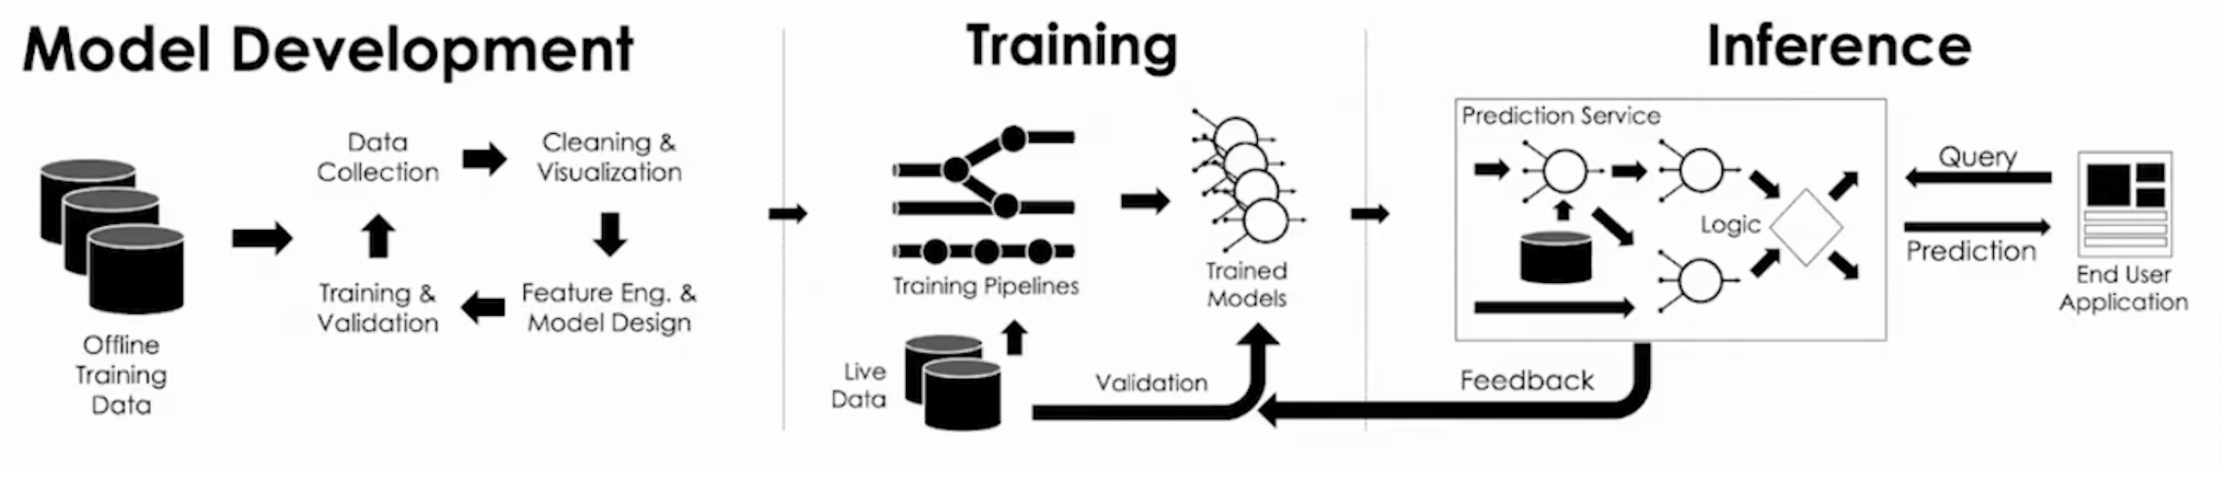 Model Development
Data
Collection
Cleaning &
Visualization
Training &
Validation
Feature Eng. &
Model Design
Offline
Training
Data
Training
Training Pipelines
Trained
Models
Live
Data
Validation
Inference
Prediction Service
Logic
Feedback
Query
Prediction
End User
Application